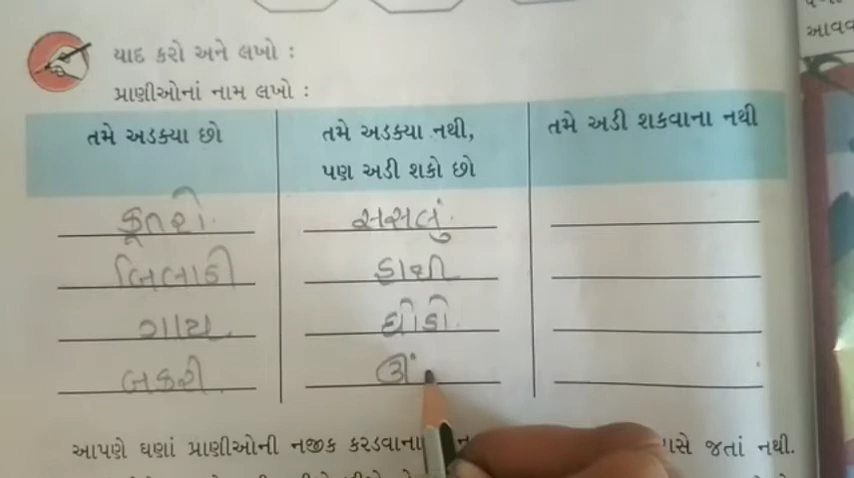 યાદ કરો અને લખો :
પ્રાણીઓનાં નામ લખો :
તમે અડક્યા છો
તમે અડક્યા નથી,
પણ અડી શકો છો
તમે અડી શકવાના નથી
કૂતરો
સસલું
બિલાડી
હાથી
ગાય
ઘોડો
બકરી
ઊં
આપણે ઘણાં પ્રાણીઓની નજીક કરડવાના
જતાં નથી.